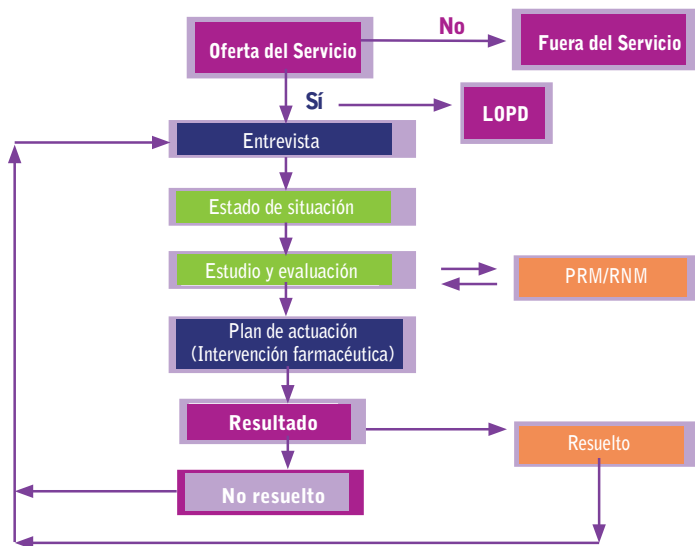 No
Oferta del Servicio
Fuera del Servicio
Sí
LOPD
Entrevista
Estado de situación
Estudio y evaluación
PRM/RNM
Plan de actuación
(Intervención farmacéutica)
Resultado
Resuelto
No resuelto